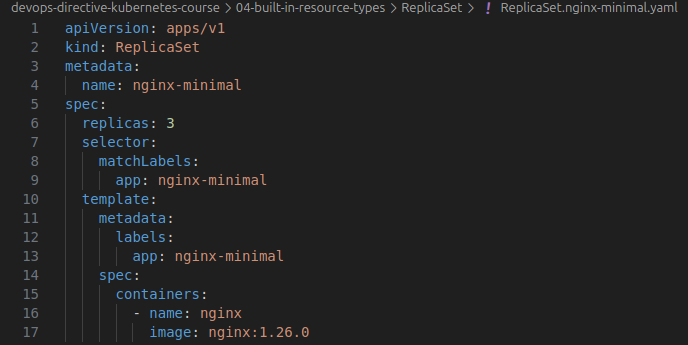 devops-directive-kubernetes-course > 04-built-in-resource-types > ReplicaSet > ! ReplicaSet.nginx-minimal.yaml
1 apiVersion: apps/v1
2 kind: ReplicaSet
3 metadata:
4   name: nginx-minimal
5 spec:
6   replicas: 3
7   selector:
8     matchLabels:
9       app: nginx-minimal
10   template:
11     metadata:
12       labels:
13         app: nginx-minimal
14     spec:
15       containers:
16         - name: nginx
17           image: nginx:1.26.0